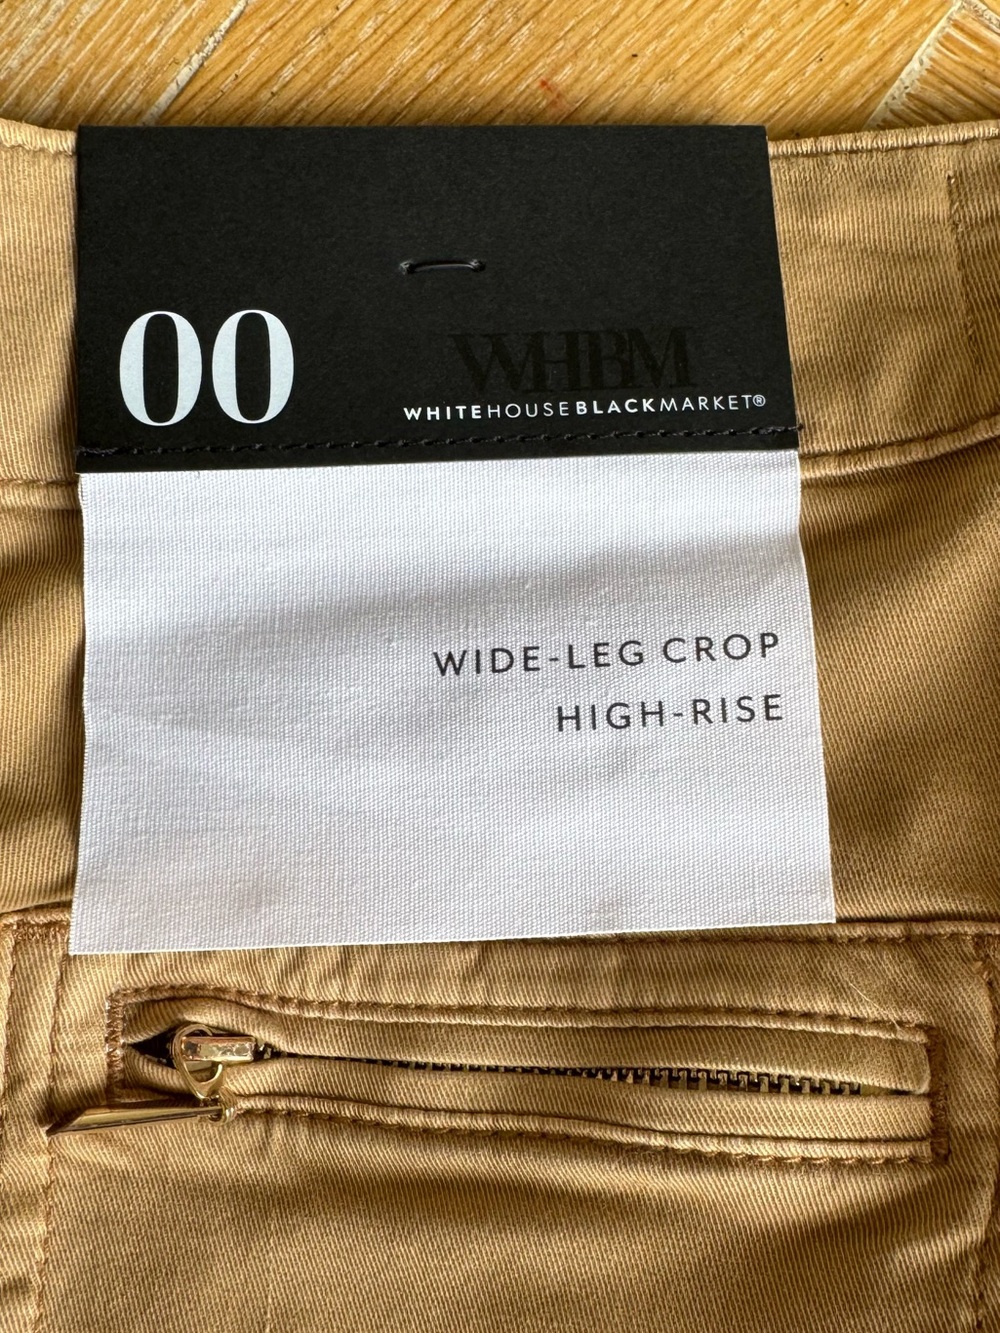 00
WHBM
WHITEHOUSEBLACKMARKET®
WIDE-LEG CROP
HIGH-RISE